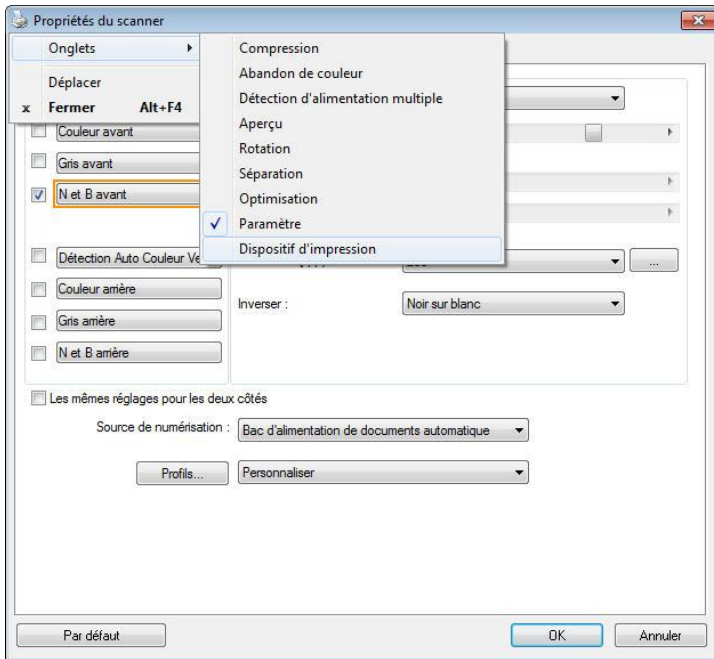 Propriétés du scanner
Onglets
Déplacer
x Fermer Alt+F4
Compression
Abandon de couleur
Détection d'alimentation multiple
Aperçu
Rotation
Séparation
Optimisation
Paramètre
Dispositif d'impression
Couleur avant
Gris avant
N et B avant
Détection Auto Couleur
Couleur arrière
Gris arrière
N et B arrière
...
Inverser :
Noir sur blanc
Les mêmes réglages pour les deux côtés
Source de numérisation :
Bac d'alimentation de documents automatique
Profils...
Personnaliser
Par défaut
OK
Annuler